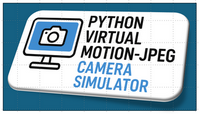 PYTHON
VIRTUAL
MOTION-JPEG
CAMERA
SIMULATOR